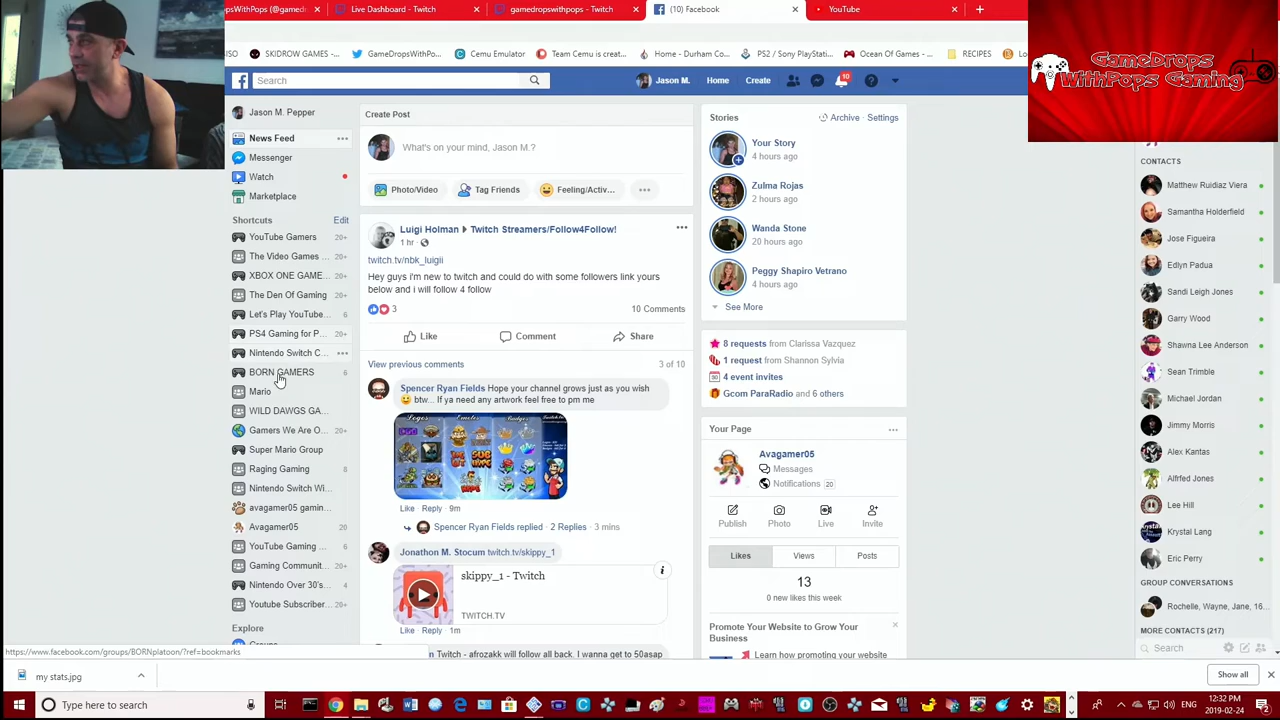 psWithPops (@gamed
Live Dashboard - Twitch
gamedropswithpops - Twitch
(10) Facebook
YouTube
SKIDROW GAMES -...
GameDropsWithPo...
Cemu Emulator
Team Cemu is creat...
Home - Durham Co...
PS2 / Sony PlayStati...
Ocean Of Games - ...
RECIPES
GameDrops
WithPops Gaming
Search
Jason M.
Home
Create
10
Jason M. Pepper
News Feed
Messenger
Watch
Marketplace
Shortcuts
Edit
YouTube Gamers 20+
The Video Games ... 20+
XBOX ONE GAME... 20+
The Den Of Gaming 20+
Let's Play YouTube... 6
PS4 Gaming for P... 20+
Nintendo Switch C...
BORN GAMERS 6
Mario
WILD DAWGS GA...
Gamers We Are O... 20+
Super Mario Group
Raging Gaming 8
Nintendo Switch Wi...
avagamer05 gamin...
Avagamer05 20
YouTube Gaming ... 6
Gaming Communit... 20+
Nintendo Over 30's... 4
Youtube Subscriber... 20+
Explore
Groups
Create Post
What's on your mind, Jason M.?
Photo/Video
Tag Friends
Feeling/Activ...
Luigi Holman Twitch Streamers/Follow4Follow!
1 hr
twitch.tv/nbk_luigii
Hey guys i'm new to twitch and could do with some followers link yours
below and i will follow 4 follow
3
10 Comments
Like
Comment
Share
View previous comments
3 of 10
Spencer Ryan Fields Hope your channel grows just as you wish
btw... If ya need any artwork feel free to pm me
Like · Reply · 9m
Spencer Ryan Fields replied · 2 Replies · 3 mins
Jonathon M. Stocum twitch.tv/skippy_1
skippy_1 - Twitch
TWITCH.TV
Like · Reply · 1m
Twitch - afrozakk will follow all back. I wanna get to 50asap
Stories
Archive · Settings
Your Story
4 hours ago
Zulma Rojas
2 hours ago
Wanda Stone
20 hours ago
Peggy Shapiro Vetrano
4 hours ago
See More
8 requests from Clarissa Vazquez
1 request from Shannon Sylvia
4 event invites
Gcom ParaRadio and 6 others
Your Page
Avagamer05
Messages
Notifications 20
Publish
Photo
Live
Invite
Likes
Views
Posts
13
0 new likes this week
Promote Your Website to Grow Your
Business
Learn how promoting your website
CONTACTS
Matthew Ruidiaz Viera
Samantha Holderfield
Jose Figueira
Edlyn Padua
Sandi Leigh Jones
Garry Wood
Shawna Lee Anderson
Sean Trimble
Michael Jordan
Jimmy Morris
Alex Kantas
Alfrfed Jones
Lee Hill
Krystal Lang
Eric Perry
GROUP CONVERSATIONS
Rochelle, Wayne, Jane, 16...
MORE CONTACTS (217)
Search
https://www.facebook.com/groups/BORNplatoon/?ref=bookmarks
my stats.jpg
Show all
Type here to search
12:32 PM
2019-02-24